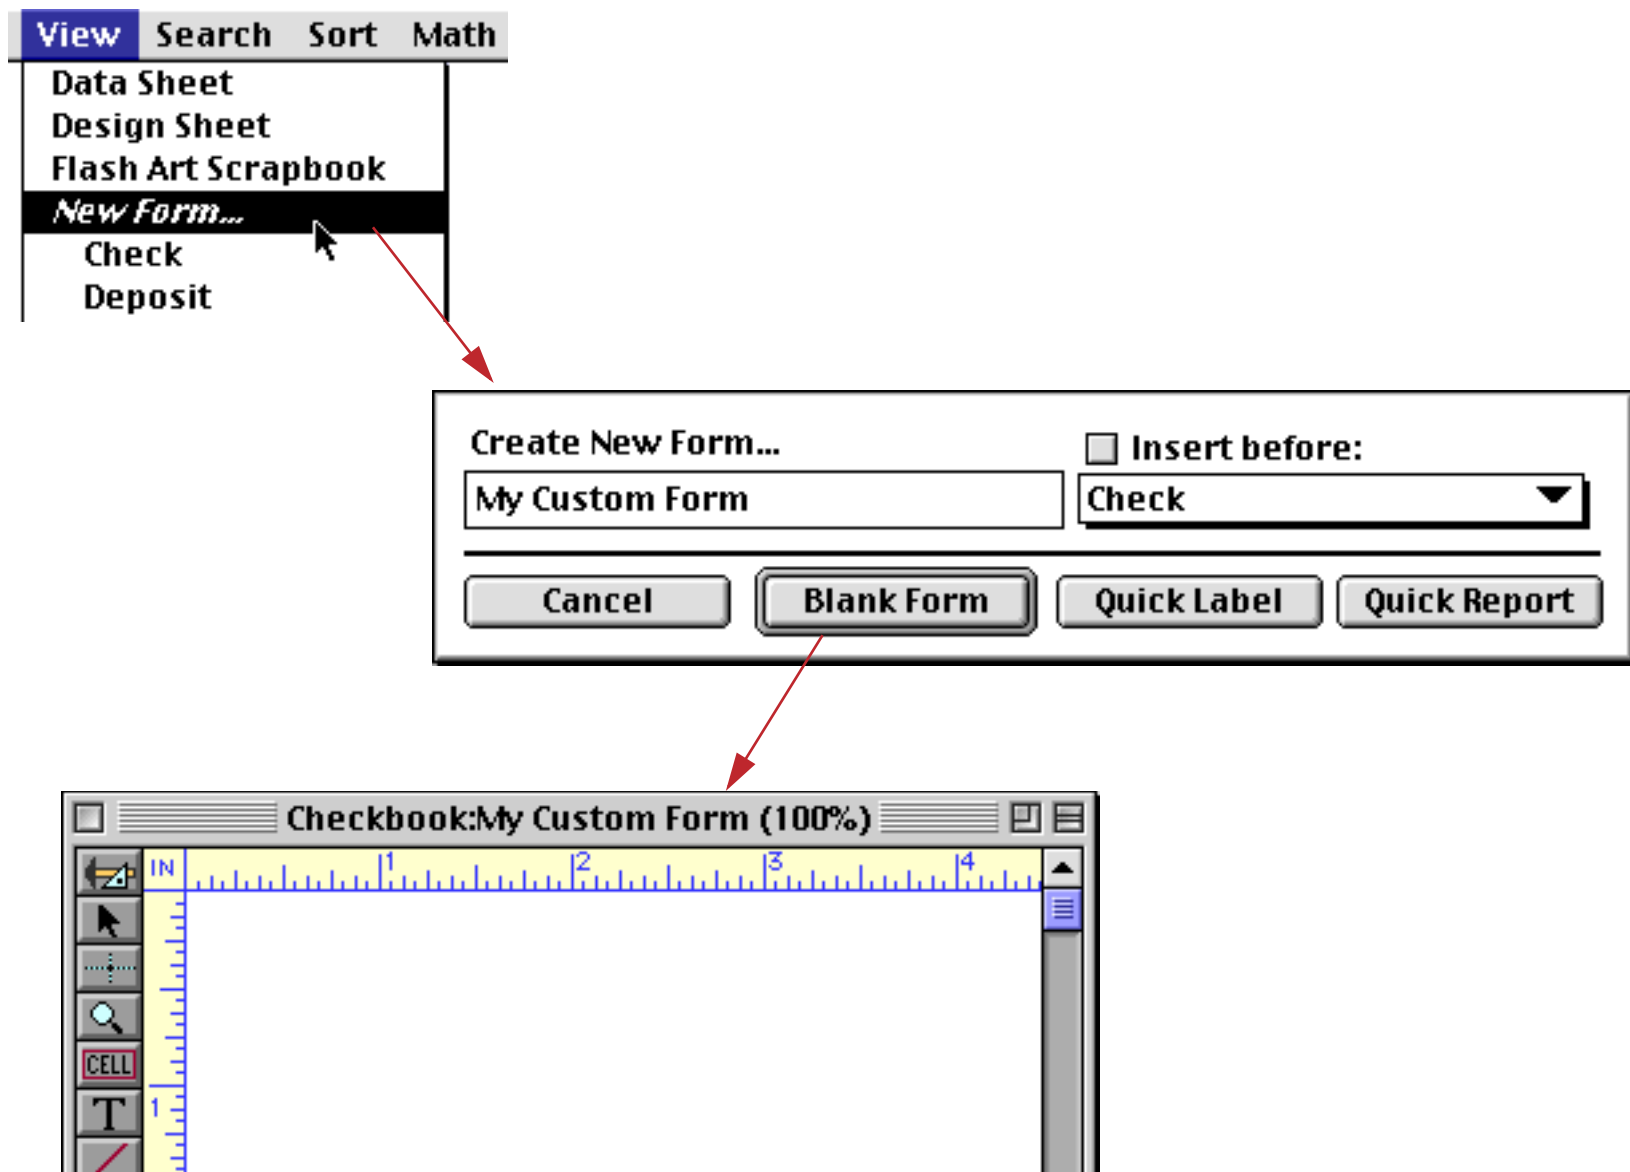 View Search Sort Math
Data Sheet
Design Sheet
Flash Art Scrapbook
New Form...
Check
Deposit
Create New Form...
Insert before:
My Custom Form
Check
Cancel
Blank Form
Quick Label
Quick Report
Checkbook:My Custom Form (100%)
IN 1 2 3 4
CELL
T
1